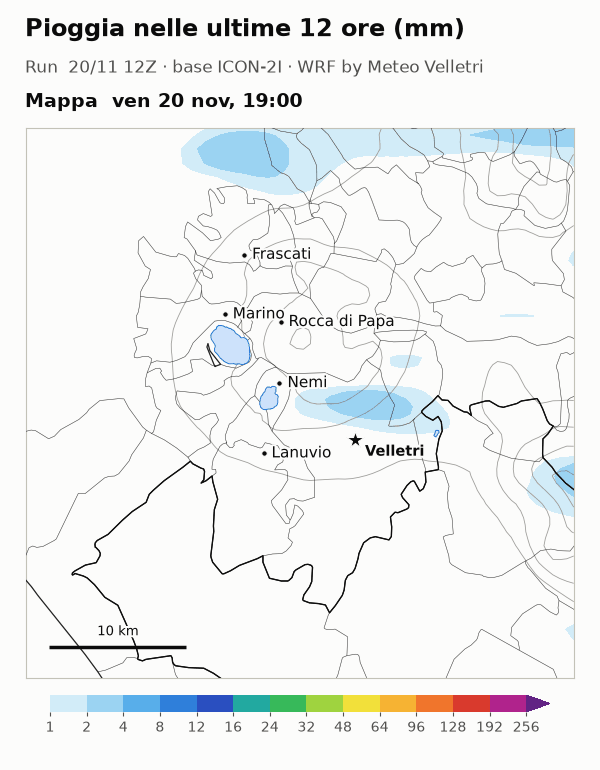 Pioggia nelle ultime 12 ore (mm)
Run  20/11 12Z · base ICON-2I · WRF by Meteo Velletri
Mappa  ven 20 nov, 19:00
Frascati
Marino
Rocca di Papa
Nemi
Velletri
Lanuvio
10 km
1 2 4 8 12 16 24 32 48 64 96 128 192 256